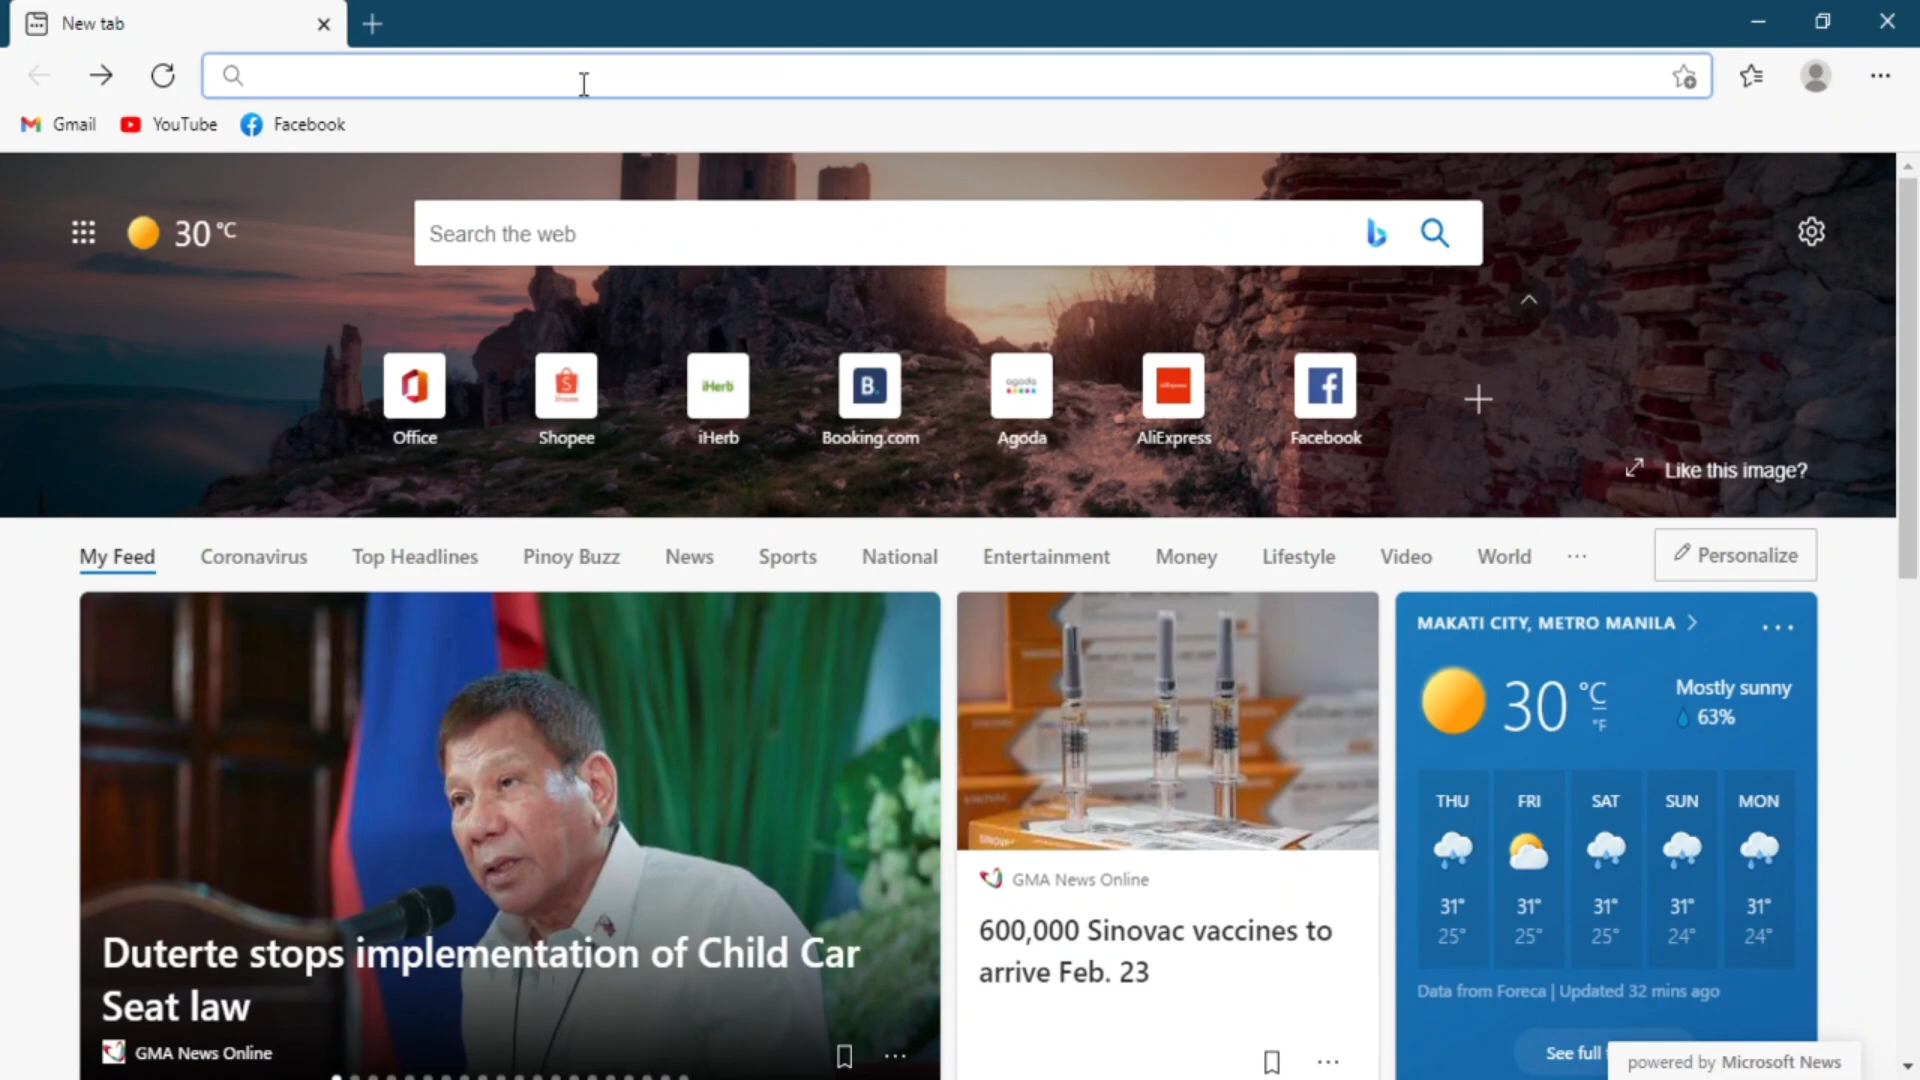 New tab
Gmail YouTube Facebook
30 °C
Search the web
Office Shopee iHerb Booking.com Agoda AliExpress Facebook
iHerb
B.
agoda
Shopee
Like this image?
My Feed Coronavirus Top Headlines Pinoy Buzz News Sports National Entertainment Money Lifestyle Video World ... Personalize
Duterte stops implementation of Child Car
Seat law
GMA News Online
GMA News Online
600,000 Sinovac vaccines to
arrive Feb. 23
MAKATI CITY, METRO MANILA
30 °C
°F
Mostly sunny
63%
THU FRI SAT SUN MON
31° 31° 31° 31° 31°
25° 25° 25° 24° 24°
Data from Foreca | Updated 32 mins ago
See full
powered by Microsoft News